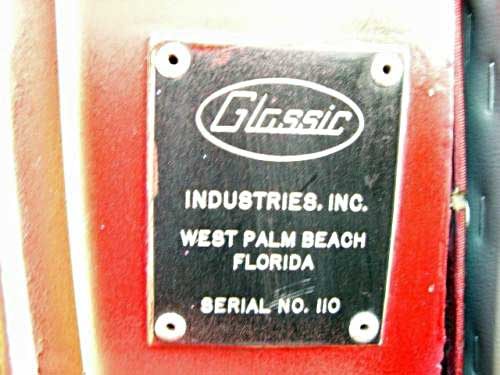 Glassic
INDUSTRIES, INC.
WEST PALM BEACH
FLORIDA
SERIAL NO. 110